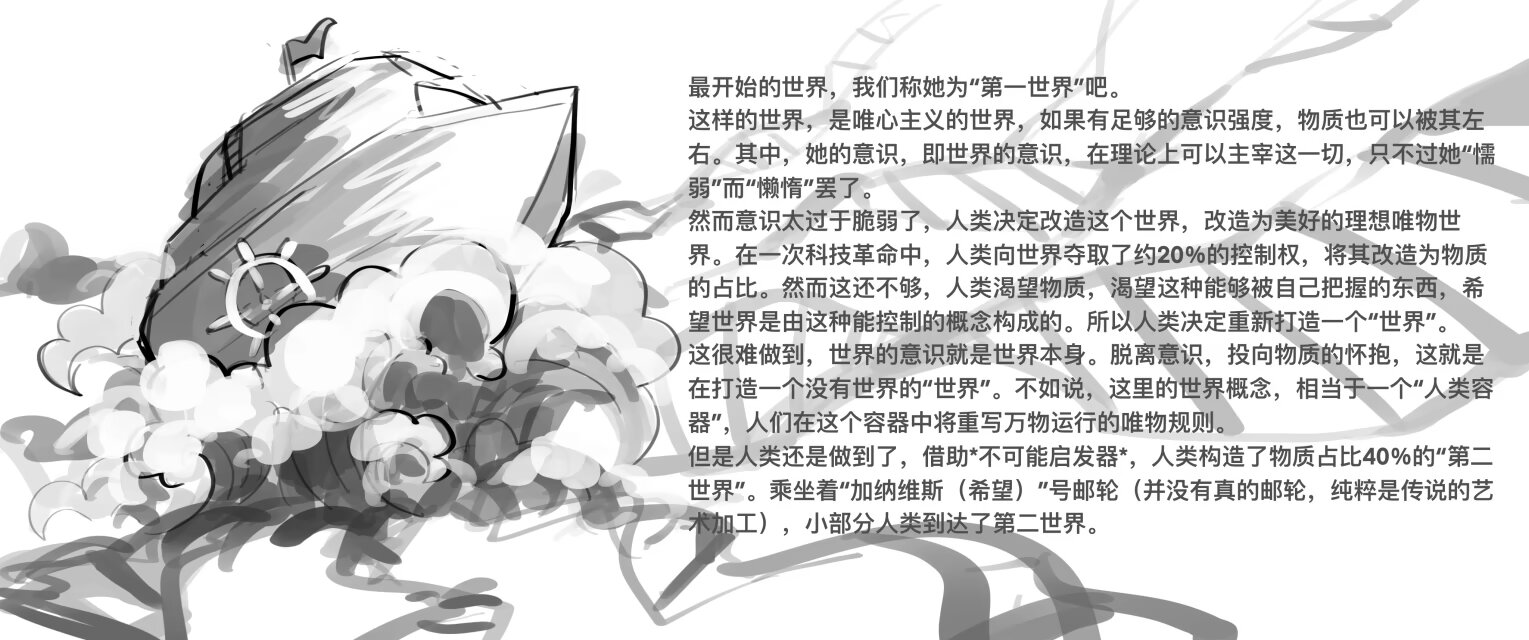 最开始的世界，我们称她为“第一世界”吧。
这样的世界，是唯心主义的世界，如果有足够的意识强度，物质也可以被其左
右。其中，她的意识，即世界的意识，在理论上可以主宰这一切，只不过她“懦
弱”而“懒惰”罢了。
然而意识太过于脆弱了，人类决定改造这个世界，改造为美好的理想唯物世
界。在一次科技革命中，人类向世界夺取了约20%的控制权，将其改造为物质
的占比。然而这还不够，人类渴望物质，渴望这种能够被自己把握的东西，希
望世界是由这种能控制的概念构成的。所以人类决定重新打造一个“世界”。
这很难做到，世界的意识就是世界本身。脱离意识，投向物质的怀抱，这就是
在打造一个没有世界的“世界”。不如说，这里的世界概念，相当于一个“人类容
器”，人们在这个容器中将重写万物运行的唯物规则。
但是人类还是做到了，借助*不可能启发器*，人类构造了物质占比40%的“第二
世界”。乘坐着“加纳维斯（希望）”号邮轮（并没有真的邮轮，纯粹是传说的艺
术加工），小部分人类到达了第二世界。